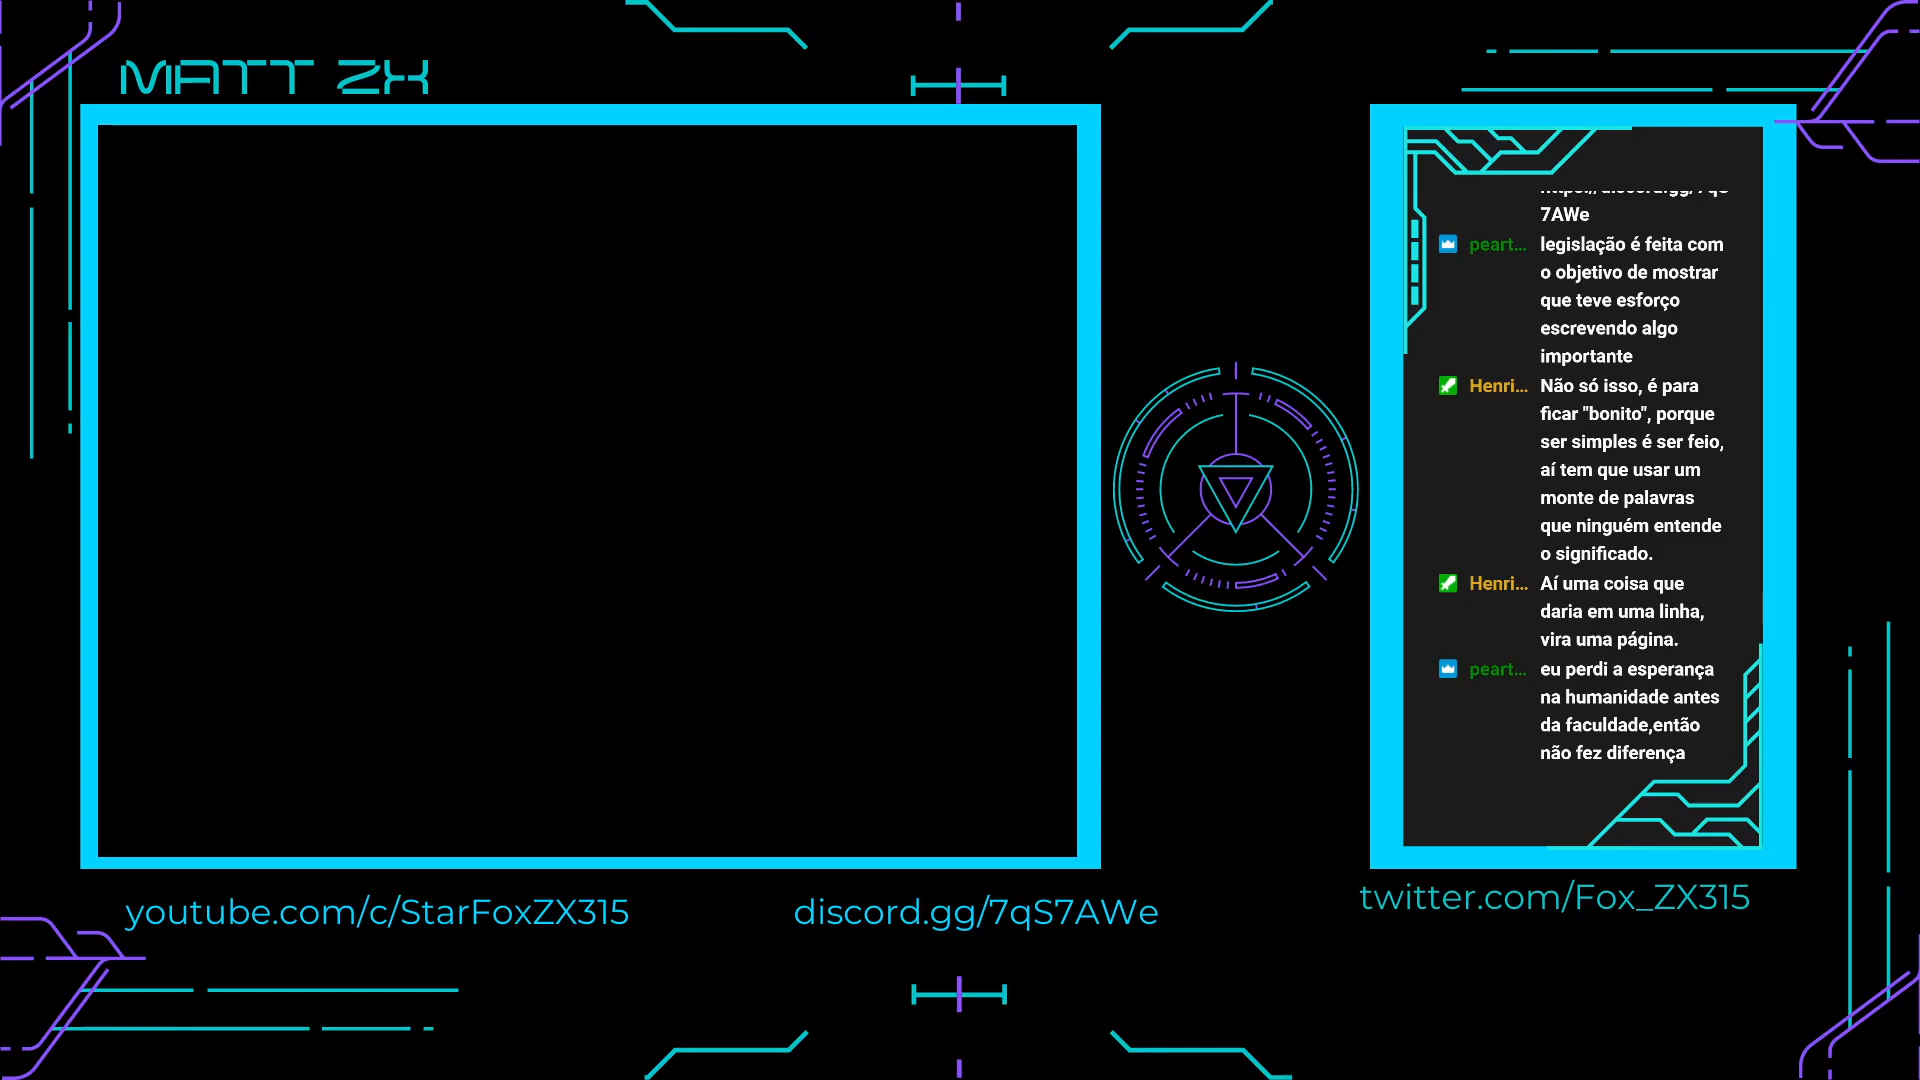 MATT ZX
7AWe
peart... legislação é feita com
o objetivo de mostrar
que teve esforço
escrevendo algo
importante
Henri... Não só isso, é para
ficar "bonito", porque
ser simples é ser feio,
aí tem que usar um
monte de palavras
que ninguém entende
o significado.
Henri... Aí uma coisa que
daria em uma linha,
vira uma página.
peart... eu perdi a esperança
na humanidade antes
da faculdade,então
não fez diferença
youtube.com/c/StarFoxZX315
discord.gg/7qS7AWe
twitter.com/Fox_ZX315